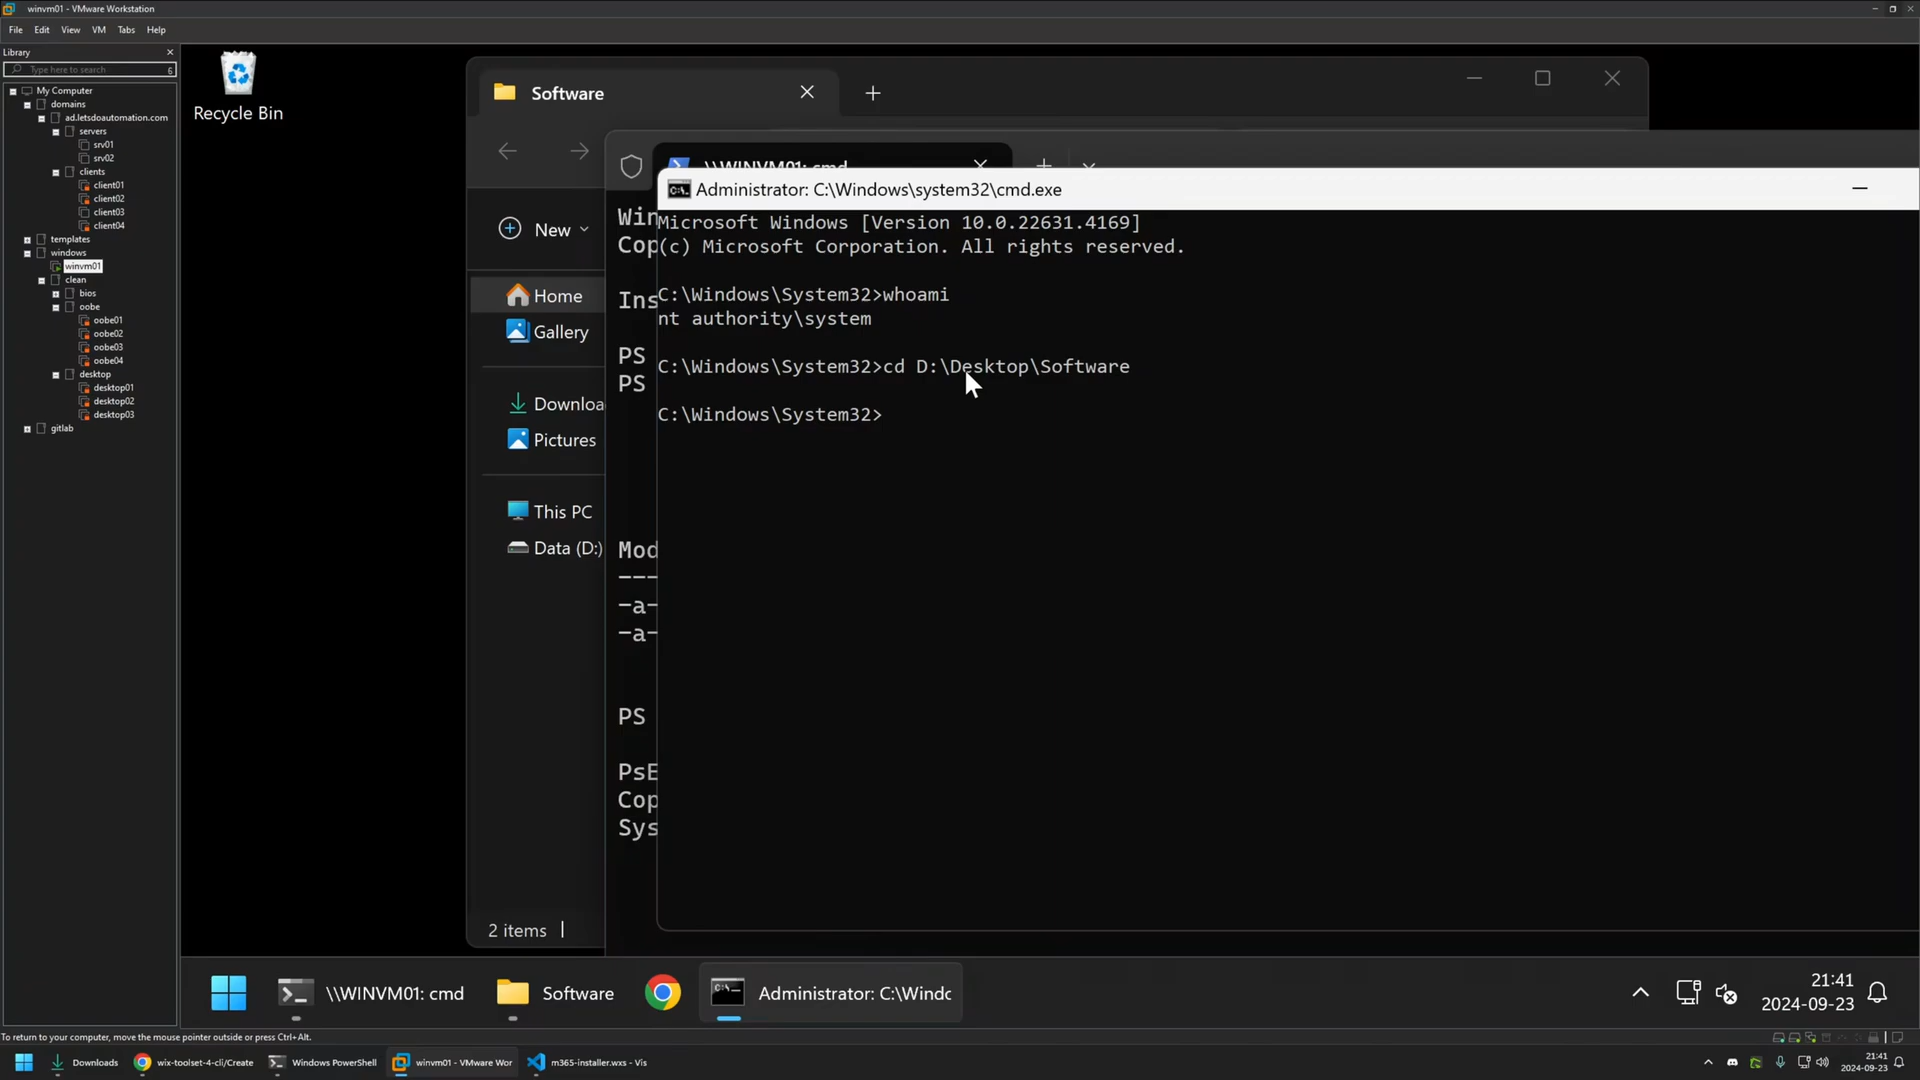 winvm01 - VMware Workstation
File Edit View VM Tabs Help
Library
Type here to search
My Computer
domains
ad.letsdoautomation.com
servers
srv01
srv02
clients
client01
client02
client03
client04
templates
windows
winvm01
clean
bios
oobe
oobe01
oobe02
oobe03
oobe04
desktop
desktop01
desktop02
desktop03
gitlab
Recycle Bin
Software
New
Home
Gallery
Downloa
Pictures
This PC
Data (D:)
2 items
\\WINVM01: cmd
Win
Cop
Ins
PS
PS
Mod
----
-a-
-a-
PS
PsE
Cop
Sys
Administrator: C:\Windows\system32\cmd.exe
Microsoft Windows [Version 10.0.22631.4169]
(c) Microsoft Corporation. All rights reserved.
C:\Windows\System32>whoami
nt authority\system
C:\Windows\System32>cd D:\Desktop\Software
C:\Windows\System32>
\\WINVM01: cmd
Software
Administrator: C:\Windc
21:41
2024-09-23
To return to your computer, move the mouse pointer outside or press Ctrl+Alt.
Downloads
wix-toolset-4-cli/Create
Windows PowerShell
winvm01 - VMware Wor
m365-installer.wxs - Vis
21:41
2024-09-23